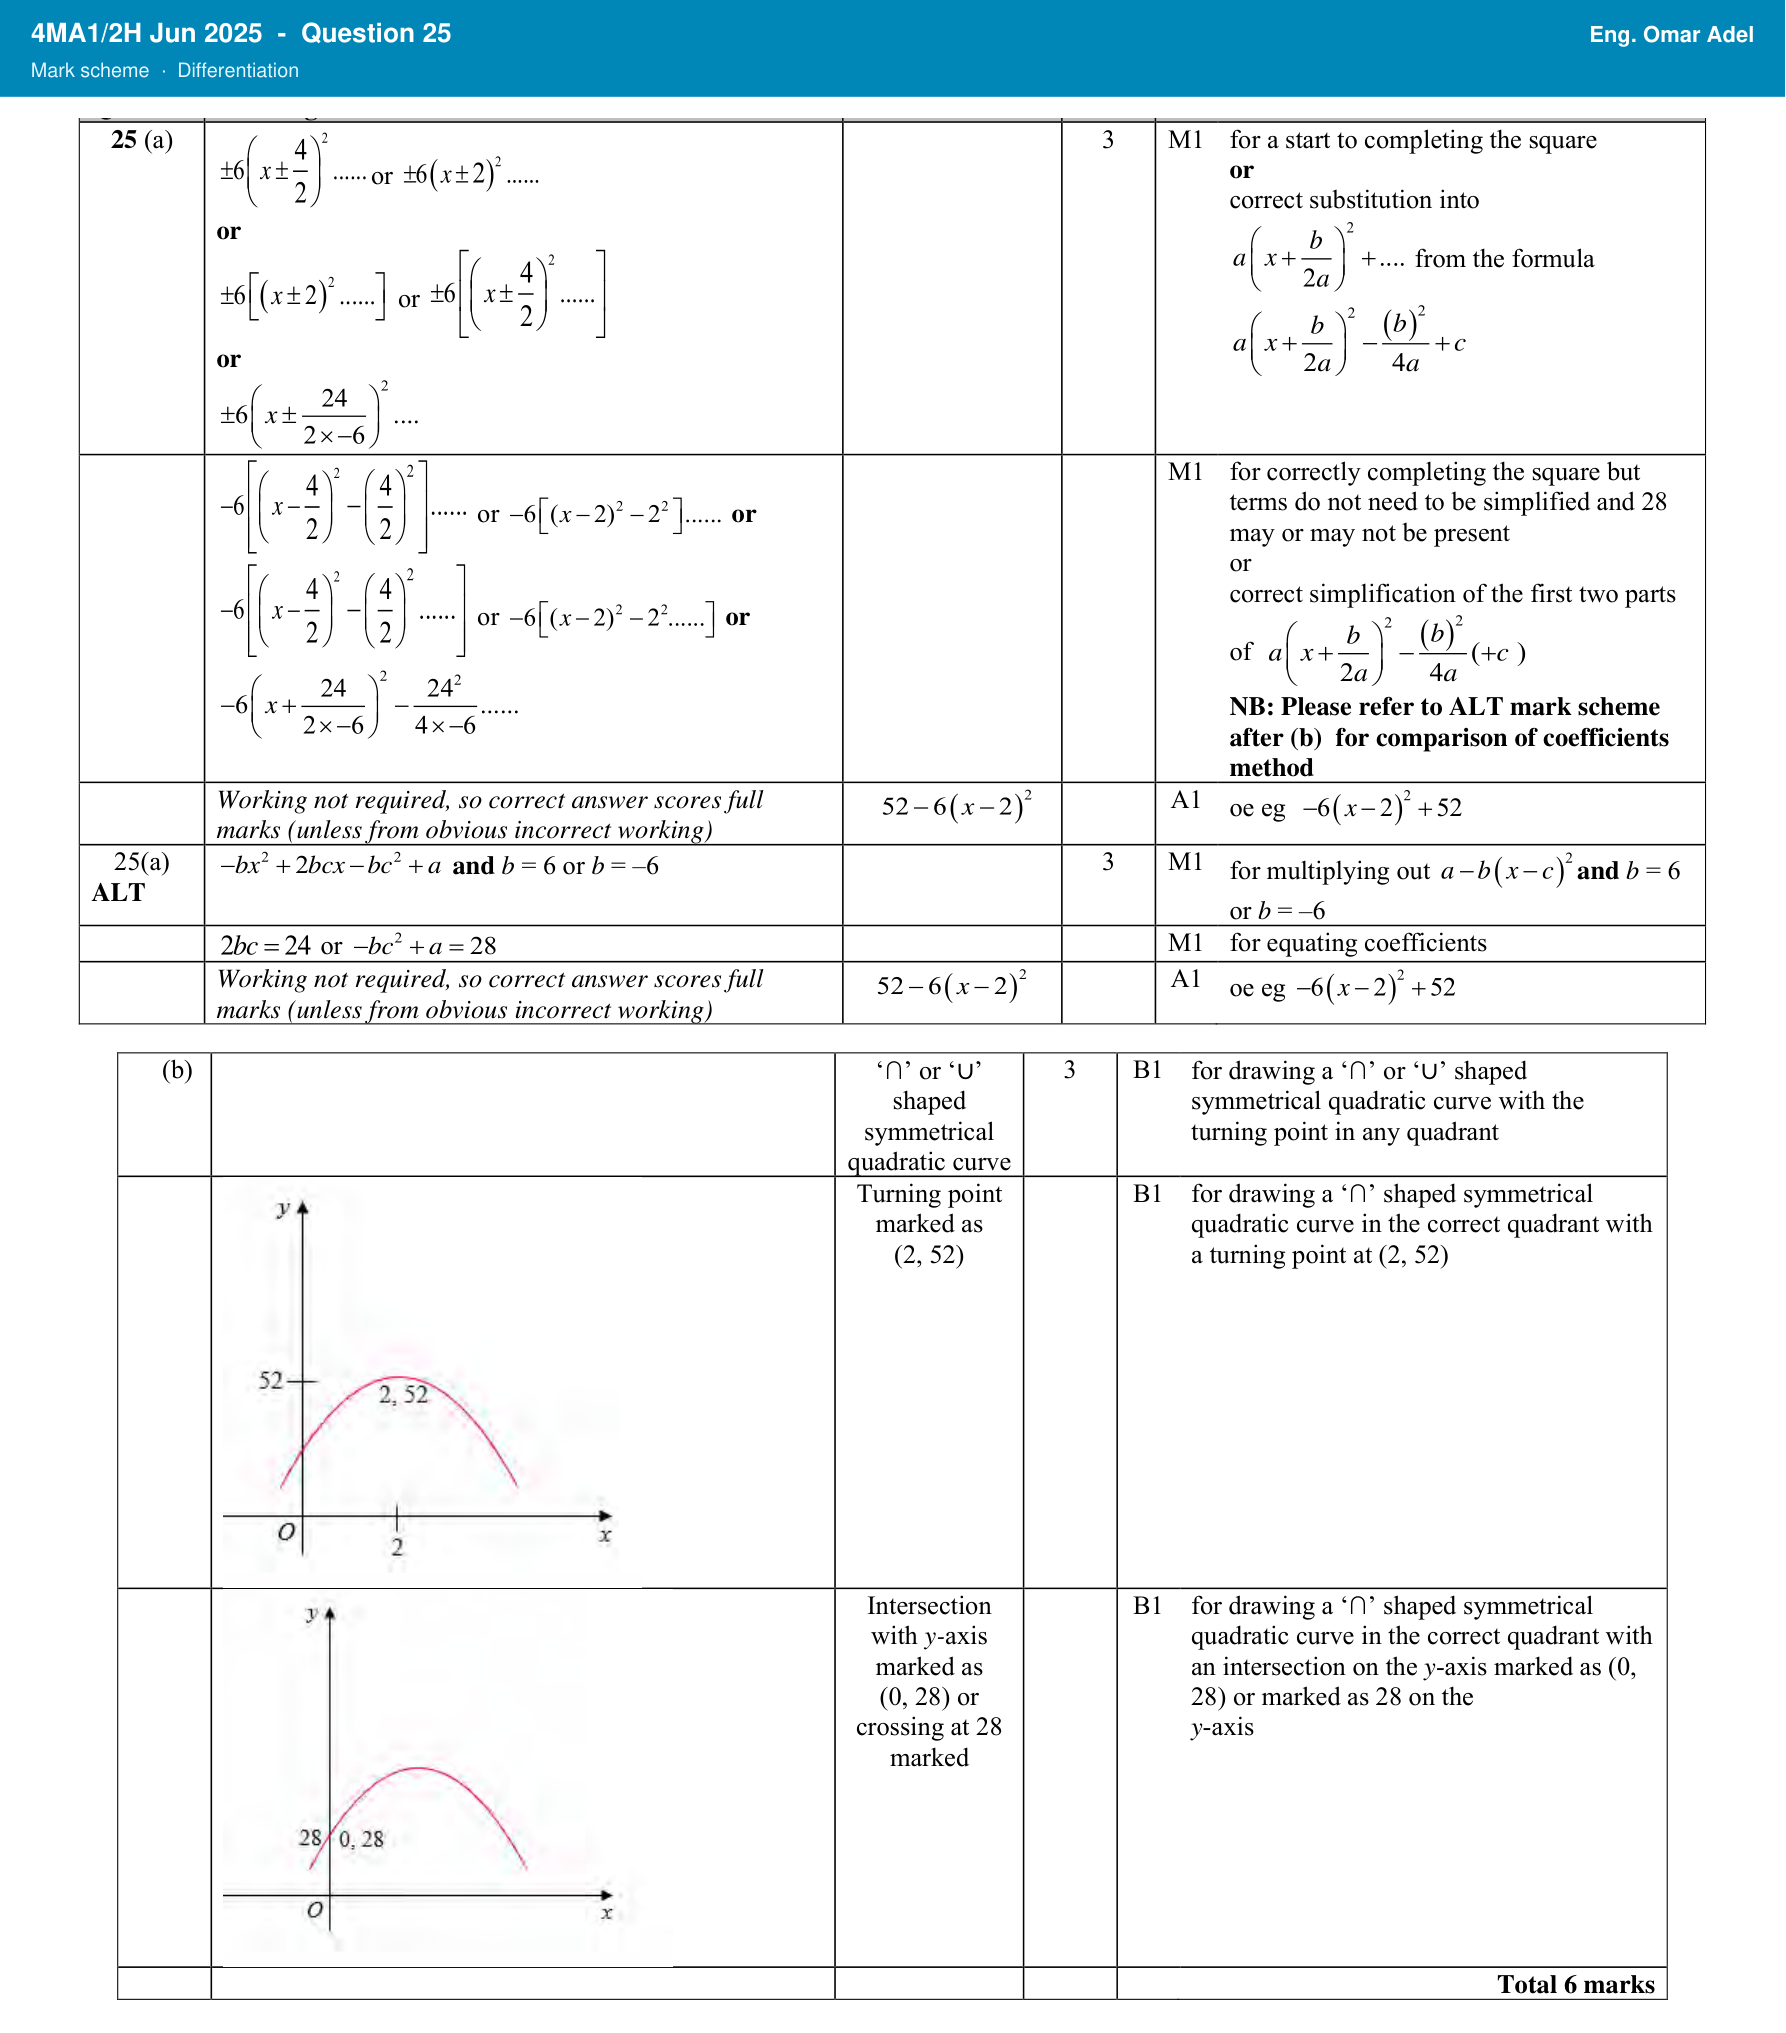 4MA1/2H Jun 2025 - Question 25
Eng. Omar Adel
Mark scheme · Differentiation
25 (a)
±6(x±4/2)² ...... or ±6(x±2)² ......
or
±6[(x±2)² ......] or ±6[(x±4/2)² ......]
or
±6(x±24/(2×−6))² ....
3
M1 for a start to completing the square
or
correct substitution into
a(x+b/2a)² +.... from the formula
a(x+b/2a)² −(b)²/4a +c
−6[(x−4/2)² −(4/2)²]...... or −6[(x−2)² −2²]...... or
−6[(x−4/2)² −(4/2)² ......] or −6[(x−2)² −2²......] or
−6(x+24/(2×−6))² −24²/(4×−6)......
M1 for correctly completing the square but
terms do not need to be simplified and 28
may or may not be present
or
correct simplification of the first two parts
of a(x+b/2a)² −(b)²/4a (+c )
NB: Please refer to ALT mark scheme
after (b) for comparison of coefficients
method
Working not required, so correct answer scores full
marks (unless from obvious incorrect working)
52−6(x−2)²
A1 oe eg −6(x−2)² +52
25(a)
ALT
−bx² +2bcx−bc² +a and b = 6 or b = –6
3
M1 for multiplying out a−b(x−c)² and b = 6
or b = –6
2bc = 24 or −bc² +a = 28
M1 for equating coefficients
Working not required, so correct answer scores full
marks (unless from obvious incorrect working)
52−6(x−2)²
A1 oe eg −6(x−2)² +52
(b)
‘∩’ or ‘∪’
shaped
symmetrical
quadratic curve
3
B1 for drawing a ‘∩’ or ‘∪’ shaped
symmetrical quadratic curve with the
turning point in any quadrant
y
52
2, 52
O
2
x
Turning point
marked as
(2, 52)
B1 for drawing a ‘∩’ shaped symmetrical
quadratic curve in the correct quadrant with
a turning point at (2, 52)
y
28
0, 28
O
x
Intersection
with y-axis
marked as
(0, 28) or
crossing at 28
marked
B1 for drawing a ‘∩’ shaped symmetrical
quadratic curve in the correct quadrant with
an intersection on the y-axis marked as (0,
28) or marked as 28 on the
y-axis
Total 6 marks